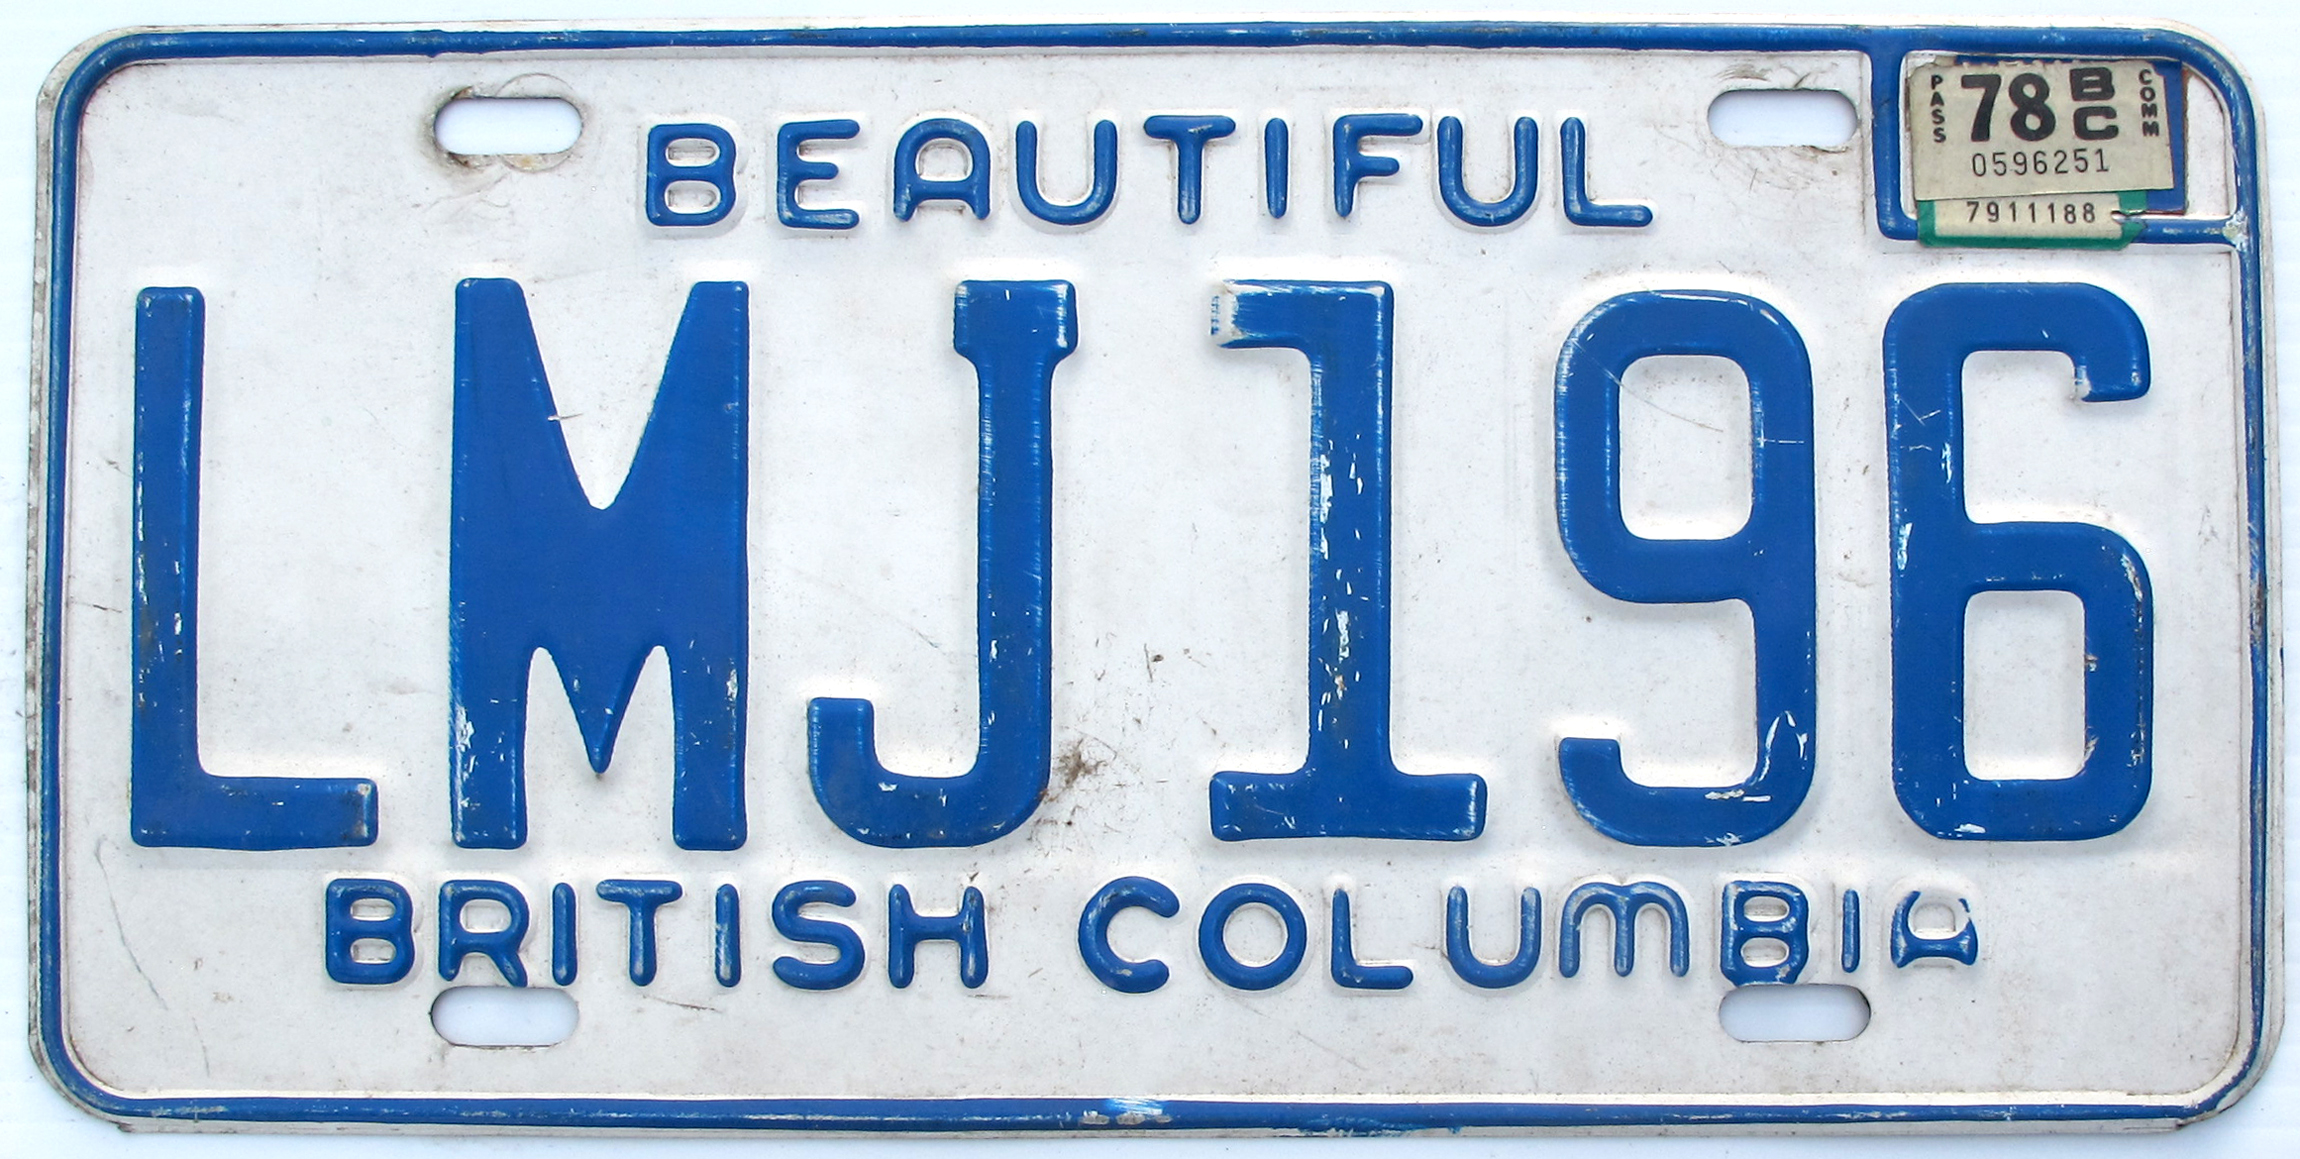 BEAUTIFUL
PASS 78 BC COMM
0596251
7911188
LMJ196
BRITISH COLUMBIA